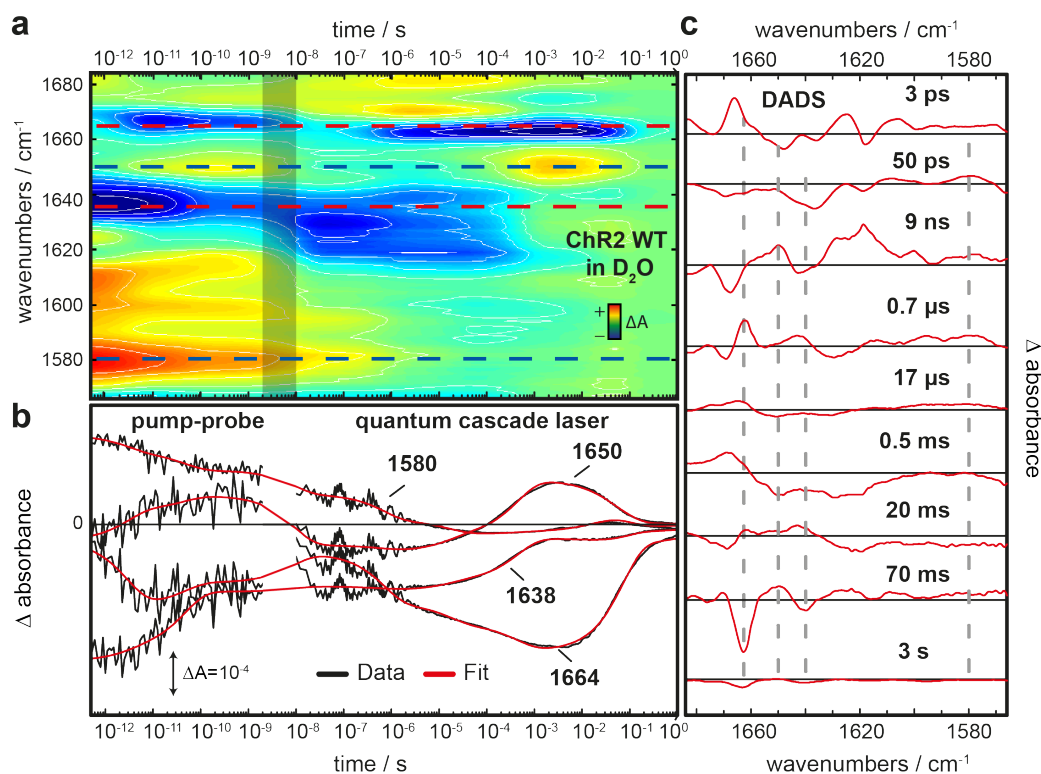 a
time / s
10⁻¹² 10⁻¹¹ 10⁻¹⁰ 10⁻⁹ 10⁻⁸ 10⁻⁷ 10⁻⁶ 10⁻⁵ 10⁻⁴ 10⁻³ 10⁻² 10⁻¹ 10⁰
wavenumbers / cm⁻¹
1680
1660
1640
1620
1600
1580
ChR2 WT
in D₂O
+
−
ΔA
b
pump-probe
quantum cascade laser
1580
1650
1638
1664
0
Δ absorbance
ΔA=10⁻⁴
Data
Fit
10⁻¹² 10⁻¹¹ 10⁻¹⁰ 10⁻⁹ 10⁻⁸ 10⁻⁷ 10⁻⁶ 10⁻⁵ 10⁻⁴ 10⁻³ 10⁻² 10⁻¹ 10⁰
time / s
c
wavenumbers / cm⁻¹
1660 1620 1580
DADS
3 ps
50 ps
9 ns
0.7 µs
17 µs
0.5 ms
20 ms
70 ms
3 s
Δ absorbance
1660 1620 1580
wavenumbers / cm⁻¹